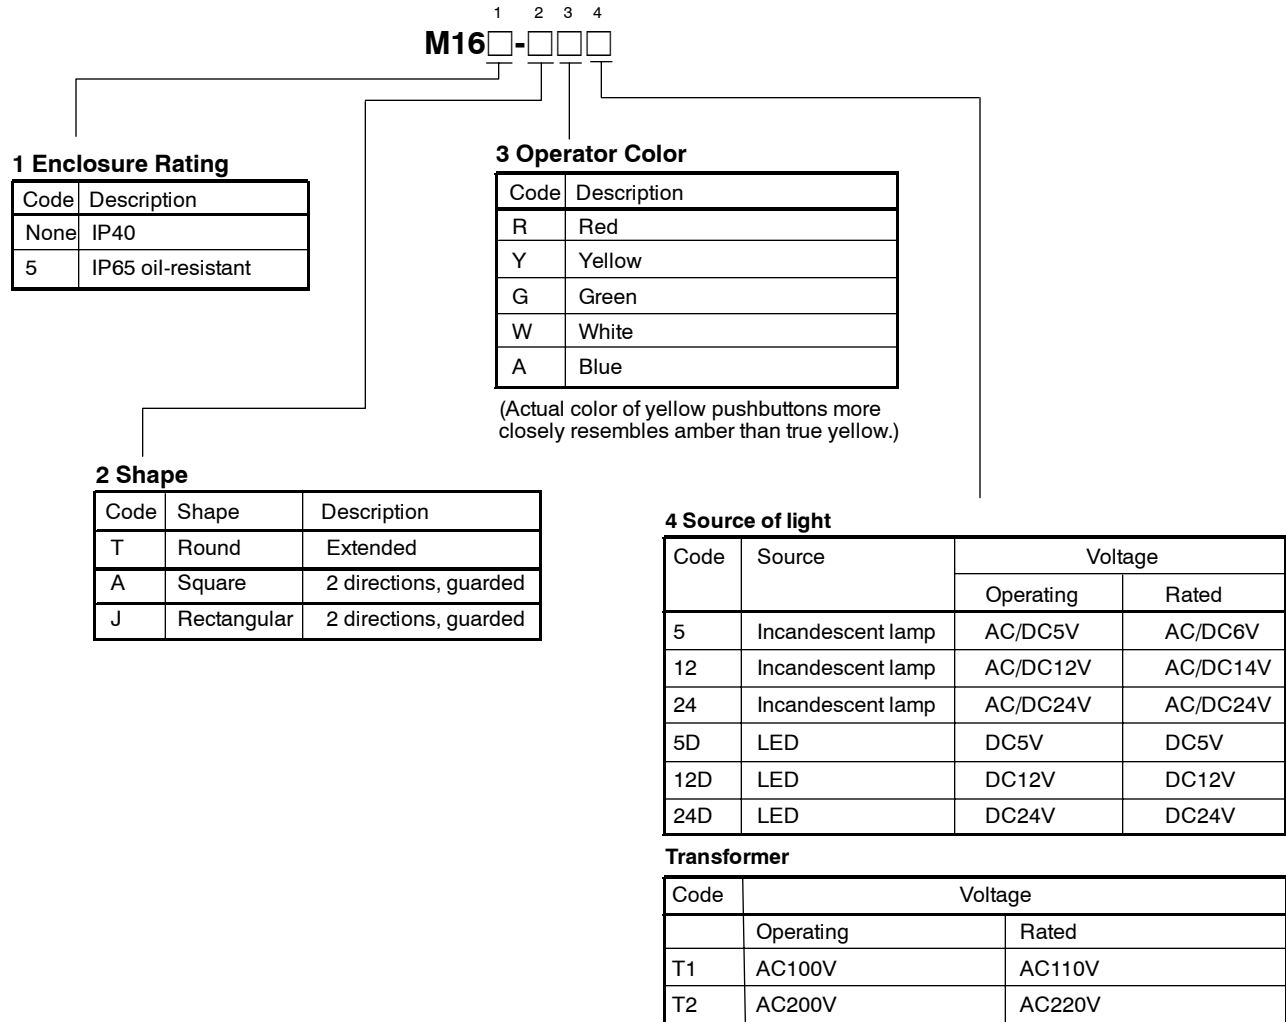 1 2 3 4
M16□-□□□
1 Enclosure Rating
Code Description
None IP40
5 IP65 oil-resistant
3 Operator Color
Code Description
R Red
Y Yellow
G Green
W White
A Blue
(Actual color of yellow pushbuttons more
closely resembles amber than true yellow.)
2 Shape
Code Shape Description
T Round Extended
A Square 2 directions, guarded
J Rectangular 2 directions, guarded
4 Source of light
Code Source Voltage
Operating Rated
5 Incandescent lamp AC/DC5V AC/DC6V
12 Incandescent lamp AC/DC12V AC/DC14V
24 Incandescent lamp AC/DC24V AC/DC24V
5D LED DC5V DC5V
12D LED DC12V DC12V
24D LED DC24V DC24V
Transformer
Code Voltage
Operating Rated
T1 AC100V AC110V
T2 AC200V AC220V